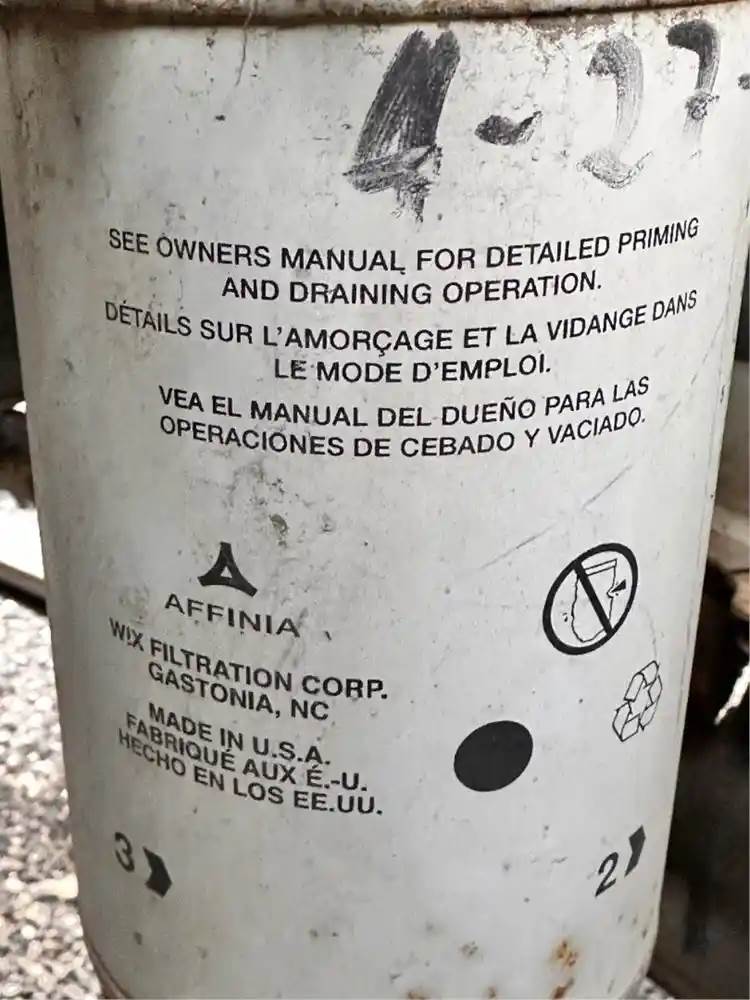 4-27-
SEE OWNERS MANUAL FOR DETAILED PRIMING
AND DRAINING OPERATION.
DÉTAILS SUR L'AMORÇAGE ET LA VIDANGE DANS
LE MODE D'EMPLOI.
VEA EL MANUAL DEL DUEÑO PARA LAS
OPERACIONES DE CEBADO Y VACIADO.
AFFINIA
WIX FILTRATION CORP.
GASTONIA, NC
MADE IN U.S.A.
FABRIQUÉ AUX É.-U.
HECHO EN LOS EE.UU.
3
2